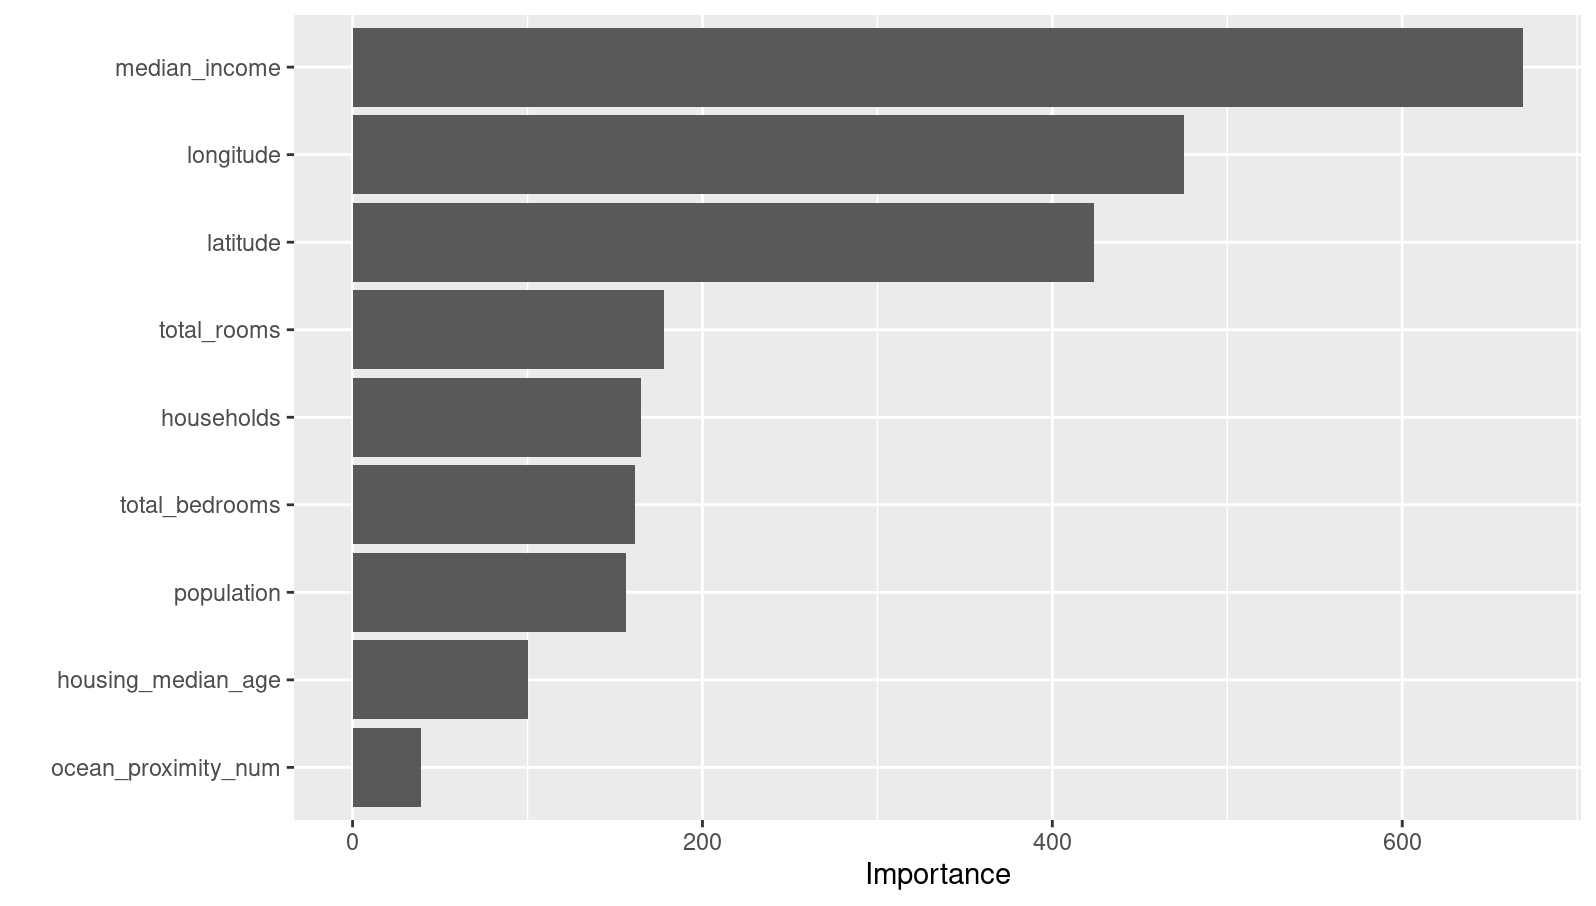 median_income
longitude
latitude
total_rooms
households
total_bedrooms
population
housing_median_age
ocean_proximity_num
0 200 400 600
Importance